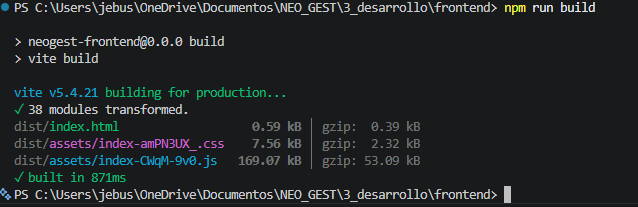 PS C:\Users\jebus\OneDrive\Documentos\NEO_GEST\3_desarrollo\frontend> npm run build
> neogest-frontend@0.0.0 build
> vite build
vite v5.4.21 building for production...
✓ 38 modules transformed.
dist/index.html                   0.59 kB │ gzip:  0.39 kB
dist/assets/index-amPN3UX_.css    7.56 kB │ gzip:  2.32 kB
dist/assets/index-CWqM-9v0.js   169.07 kB │ gzip: 53.09 kB
✓ built in 871ms
PS C:\Users\jebus\OneDrive\Documentos\NEO_GEST\3_desarrollo\frontend>